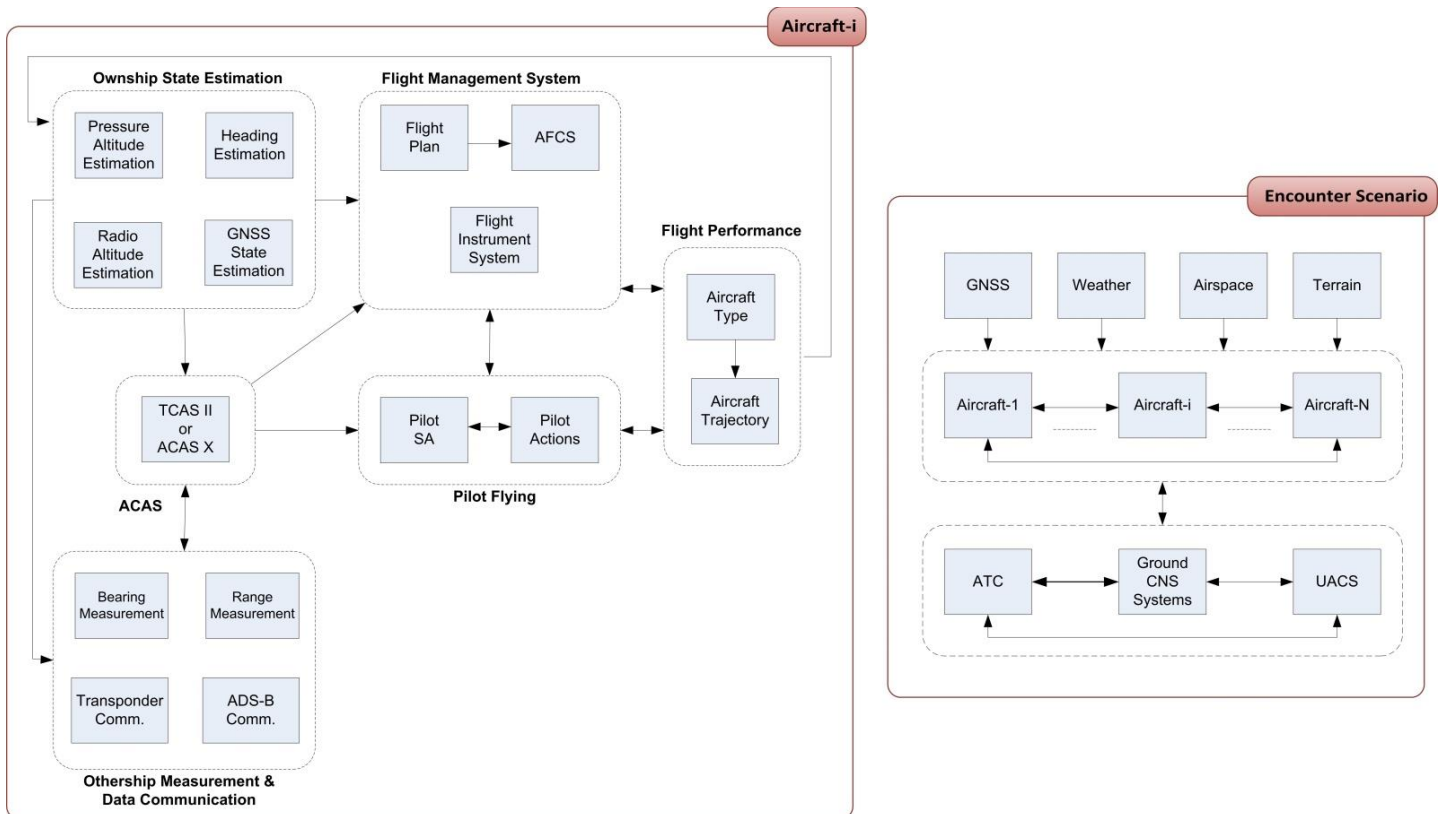 Aircraft-i
Ownship State Estimation
Pressure
Altitude
Estimation
Heading
Estimation
Radio
Altitude
Estimation
GNSS
State
Estimation
Flight Management System
Flight
Plan
AFCS
Flight
Instrument
System
Flight Performance
Aircraft
Type
Aircraft
Trajectory
TCAS II
or
ACAS X
ACAS
Pilot
SA
Pilot
Actions
Pilot Flying
Bearing
Measurement
Range
Measurement
Transponder
Comm.
ADS-B
Comm.
Othership Measurement &
Data Communication
Encounter Scenario
GNSS
Weather
Airspace
Terrain
Aircraft-1
Aircraft-i
Aircraft-N
ATC
Ground
CNS
Systems
UACS